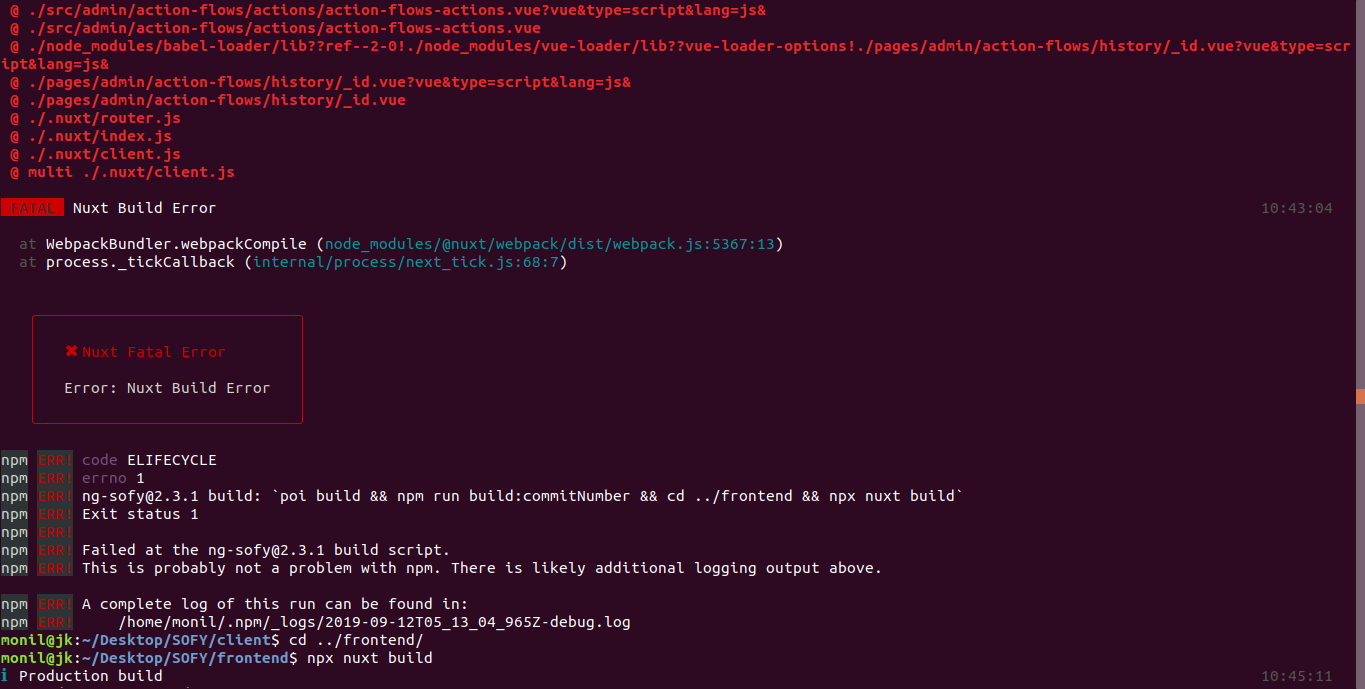 @ ./src/admin/action-flows/actions/action-flows-actions.vue?vue&type=script&lang=js&
@ ./src/admin/action-flows/actions/action-flows-actions.vue
@ ./node_modules/babel-loader/lib??ref--2-0!./node_modules/vue-loader/lib??vue-loader-options!./pages/admin/action-flows/history/_id.vue?vue&type=scr
ipt&lang=js&
@ ./pages/admin/action-flows/history/_id.vue?vue&type=script&lang=js&
@ ./pages/admin/action-flows/history/_id.vue
@ ./.nuxt/router.js
@ ./.nuxt/index.js
@ ./.nuxt/client.js
@ multi ./.nuxt/client.js
FATAL Nuxt Build Error 10:43:04
at WebpackBundler.webpackCompile (node_modules/@nuxt/webpack/dist/webpack.js:5367:13)
at process._tickCallback (internal/process/next_tick.js:68:7)
✖ Nuxt Fatal Error
Error: Nuxt Build Error
npm ERR! code ELIFECYCLE
npm ERR! errno 1
npm ERR! ng-sofy@2.3.1 build: `poi build && npm run build:commitNumber && cd ../frontend && npx nuxt build`
npm ERR! Exit status 1
npm ERR!
npm ERR! Failed at the ng-sofy@2.3.1 build script.
npm ERR! This is probably not a problem with npm. There is likely additional logging output above.
npm ERR! A complete log of this run can be found in:
npm ERR! /home/monil/.npm/_logs/2019-09-12T05_13_04_965Z-debug.log
monil@jk:~/Desktop/SOFY/client$ cd ../frontend/
monil@jk:~/Desktop/SOFY/frontend$ npx nuxt build
ℹ Production build 10:45:11